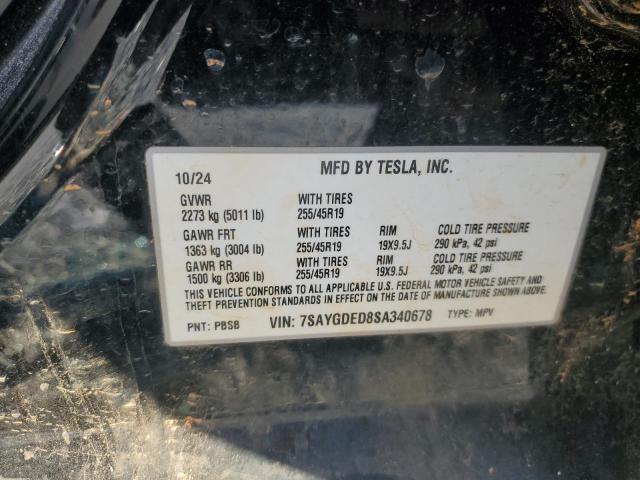 10/24 MFD BY TESLA, INC.
GVWR WITH TIRES
2273 kg (5011 lb) 255/45R19
GAWR FRT WITH TIRES RIM COLD TIRE PRESSURE
1363 kg (3004 lb) 255/45R19 19X9.5J 290 kPa, 42 psi
GAWR RR WITH TIRES RIM COLD TIRE PRESSURE
1500 kg (3306 lb) 255/45R19 19X9.5J 290 kPa, 42 psi
THIS VEHICLE CONFORMS TO ALL APPLICABLE U.S. FEDERAL MOTOR VEHICLE SAFETY AND
THEFT PREVENTION STANDARDS IN EFFECT ON THE DATE OF MANUFACTURE SHOWN ABOVE.
PNT: PBSB VIN: 7SAYGDED8SA340678 TYPE: MPV